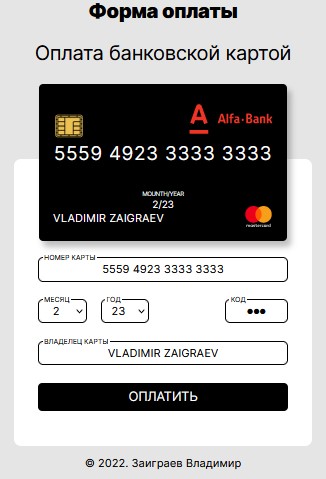 Форма оплаты
Оплата банковской картой
A Alfa·Bank
5559 4923 3333 3333
MOUNTH/YEAR
2/23
VLADIMIR ZAIGRAEV
mastercard
НОМЕР КАРТЫ
5559 4923 3333 3333
МЕСЯЦ ГОД КОД
2 23 •••
ВЛАДЕЛЕЦ КАРТЫ
VLADIMIR ZAIGRAEV
ОПЛАТИТЬ
© 2022. Заиграев Владимир